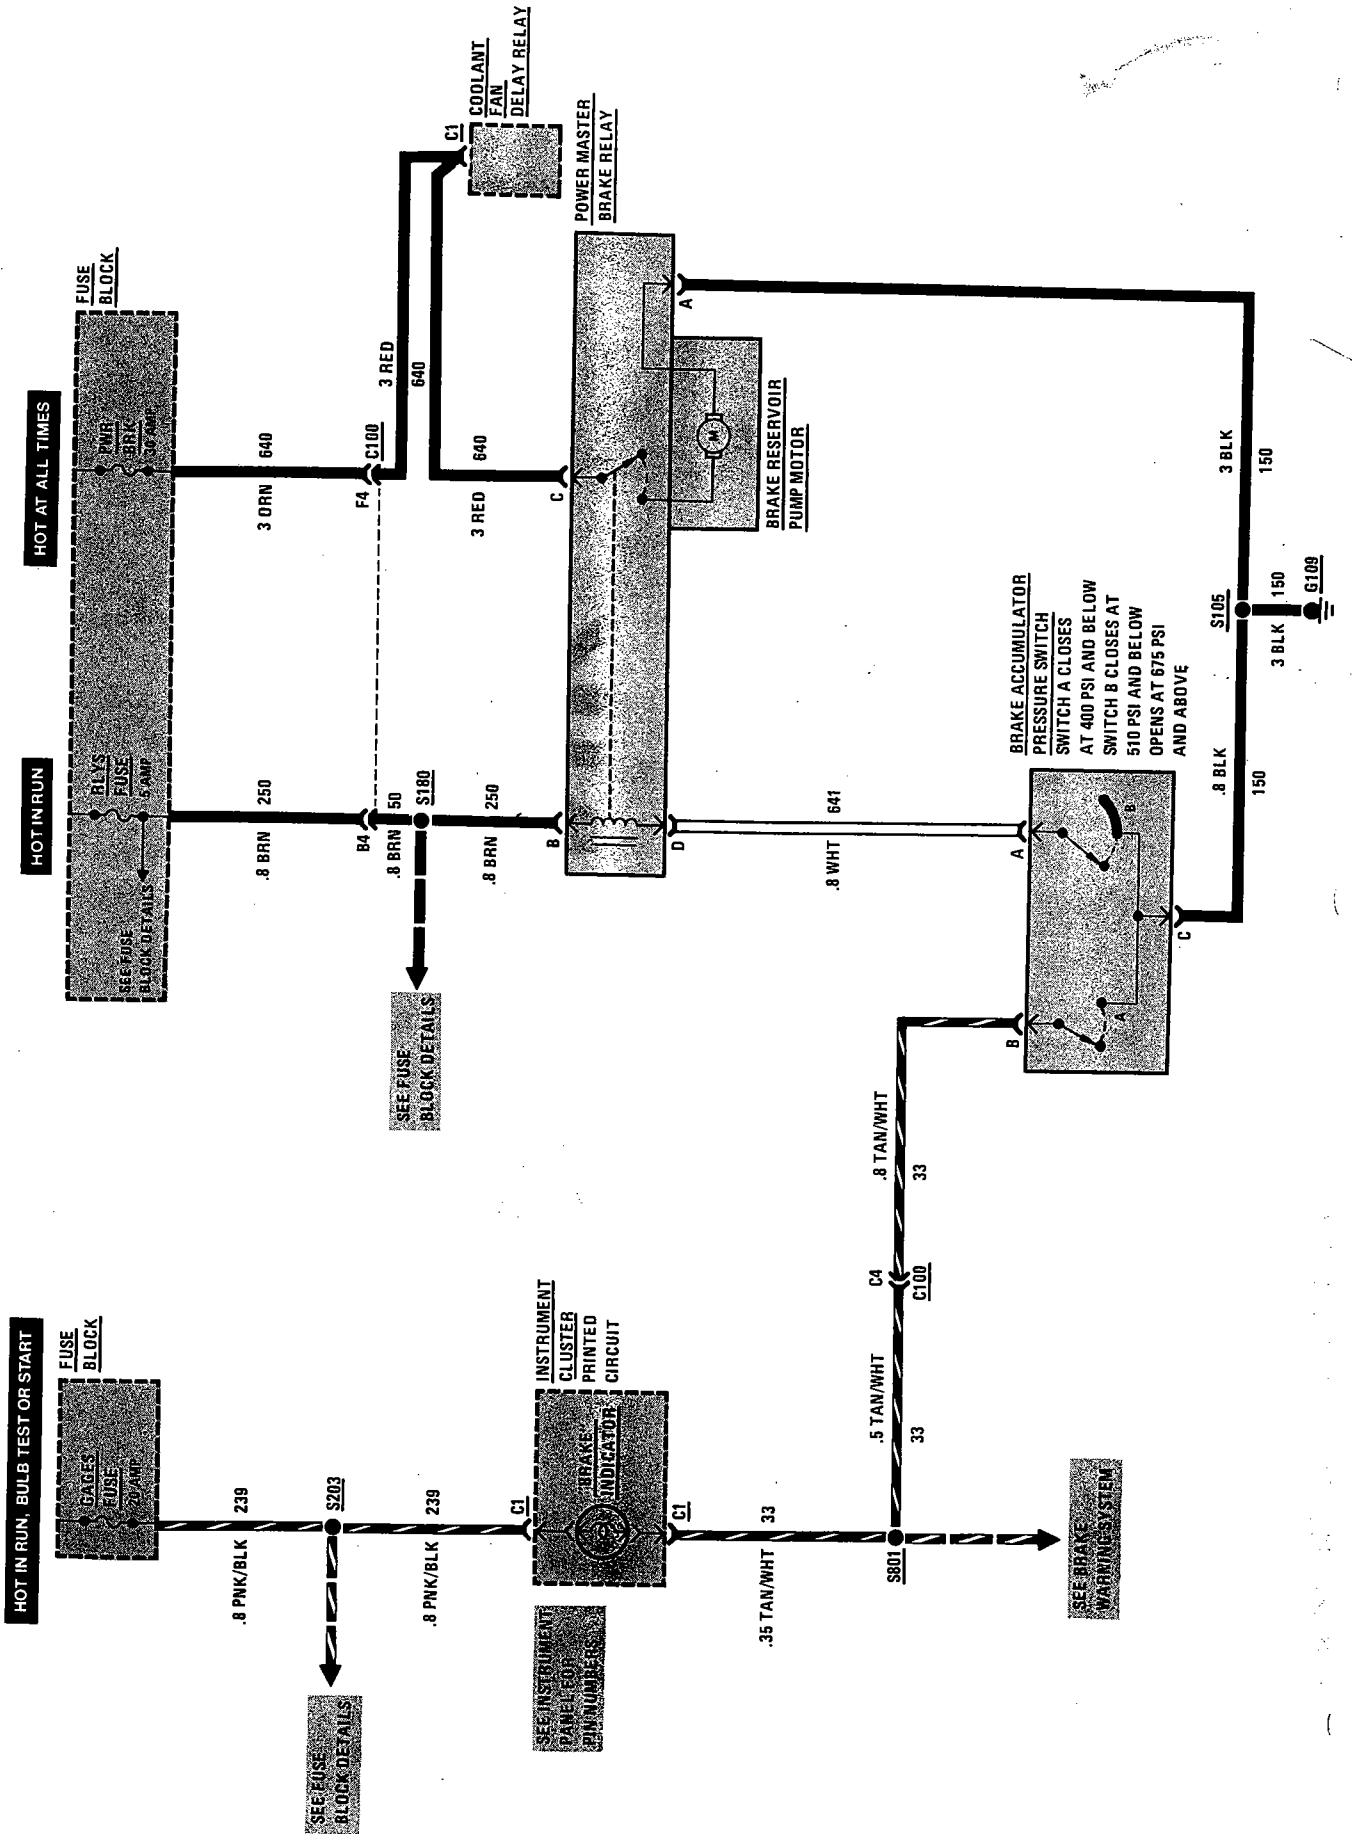 HOT IN RUN, BULB TEST OR START
FUSE
BLOCK
GAGES
FUSE
20 AMP
.8 PNK/BLK
239
S203
SEE FUSE
BLOCK DETAILS
.8 PNK/BLK
239
C1
INSTRUMENT
CLUSTER
PRINTED
CIRCUIT
BRAKE
INDICATOR
SEE INSTRUMENT
PANEL FOR
PIN NUMBERS
C1
.35 TAN/WHT
33
S801
SEE BRAKE
WARNING SYSTEM
.5 TAN/WHT
33
C4
C100
.8 TAN/WHT
33
HOT IN RUN
HOT AT ALL TIMES
FUSE
BLOCK
RLYS
FUSE
5 AMP
SEE FUSE
BLOCK DETAILS
PWR
BRK
30 AMP
.8 BRN
250
3 ORN
640
B4
F4
C100
.8 BRN
50
S180
SEE FUSE
BLOCK DETAILS
.8 BRN
250
3 RED
640
3 RED
640
C1
COOLANT
FAN
DELAY RELAY
B
C
POWER MASTER
BRAKE RELAY
M
D
A
BRAKE RESERVOIR
PUMP MOTOR
.8 WHT
641
B
A
A
B
C
BRAKE ACCUMULATOR
PRESSURE SWITCH
SWITCH A CLOSES
AT 400 PSI AND BELOW
SWITCH B CLOSES AT
510 PSI AND BELOW
OPENS AT 675 PSI
AND ABOVE
.8 BLK
150
S105
3 BLK
150
3 BLK
150
G109